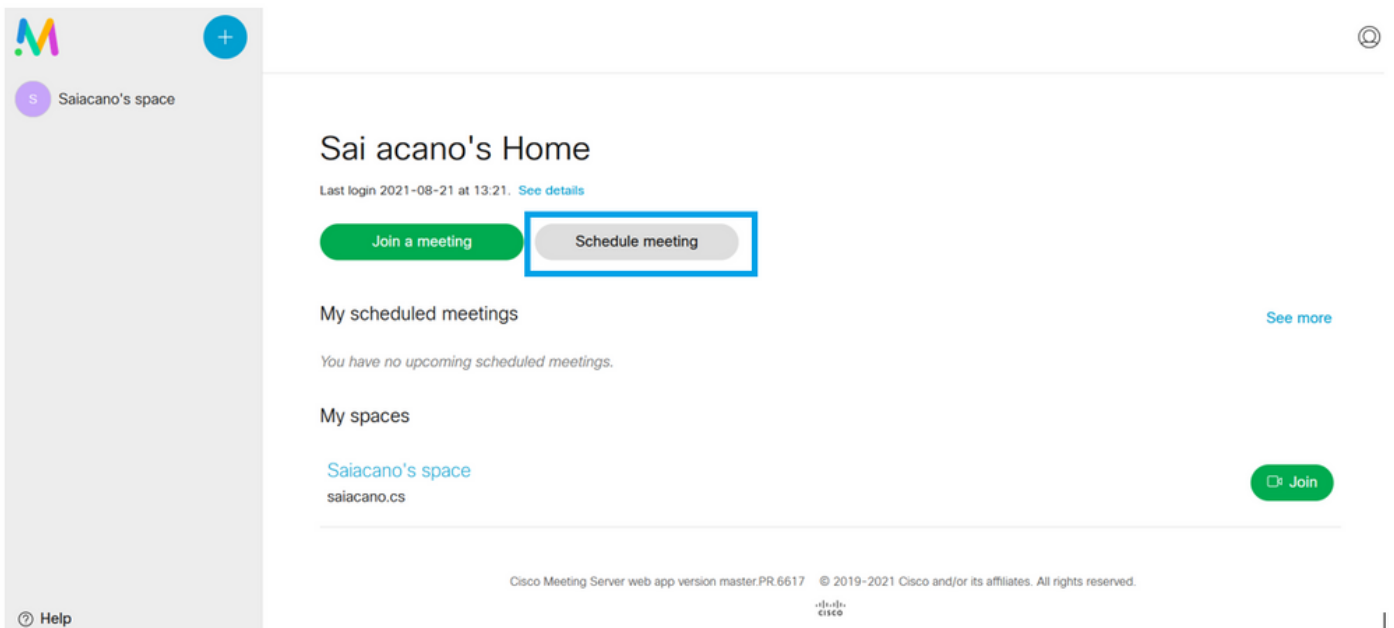 S Saiacano's space
Sai acano's Home
Last login 2021-08-21 at 13:21. See details
Join a meeting
Schedule meeting
My scheduled meetings
See more
You have no upcoming scheduled meetings.
My spaces
Saiacano's space
saiacano.cs
Join
Cisco Meeting Server web app version master.PR.6617 © 2019-2021 Cisco and/or its affiliates. All rights reserved.
CISCO
Help